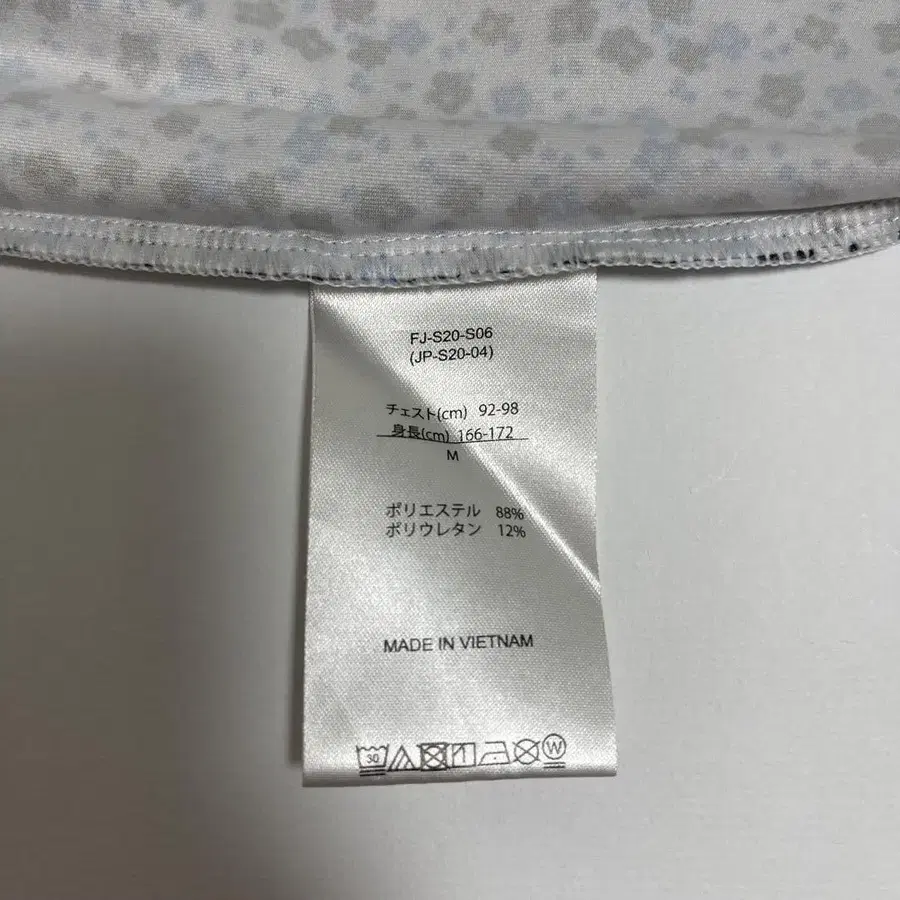 FJ-S20-S06
(JP-S20-04)
チェスト(cm) 92-98
身長(cm) 166-172
M
ポリエステル 88%
ポリウレタン 12%
MADE IN VIETNAM
30
W